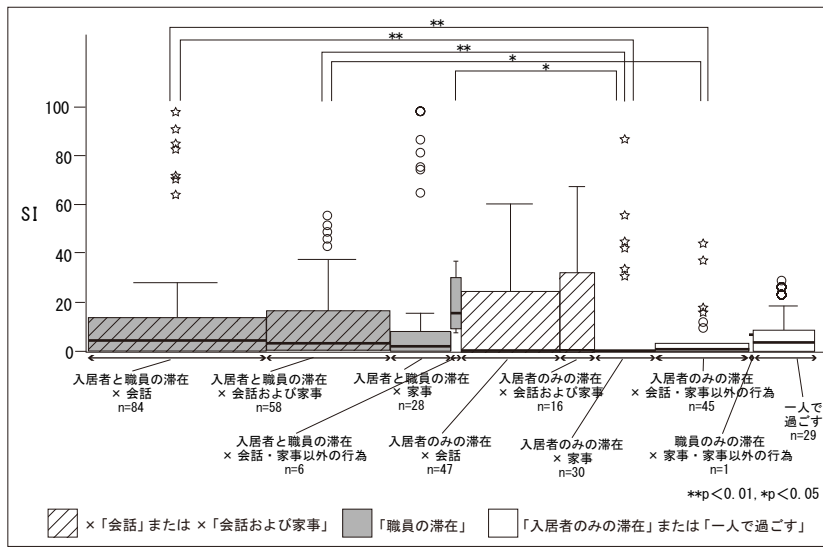 **
**
**
*
*
100
80
60
40
20
0
SI
入居者と職員の滞在
× 会話
n=84
入居者と職員の滞在
× 会話および家事
n=58
入居者と職員の滞在
× 家事
n=28
入居者のみの滞在
× 会話および家事
n=16
入居者のみの滞在
× 会話・家事以外の行為
n=45
一人で
過ごす
n=29
入居者と職員の滞在
× 会話・家事以外の行為
n=6
入居者のみの滞在
× 会話
n=47
入居者のみの滞在
× 家事
n=30
職員のみの滞在
× 家事・家事以外の行為
n=1
**p<0.01, *p<0.05
×「会話」または ×「会話および家事」
「職員の滞在」
「入居者のみの滞在」または「一人で過ごす」